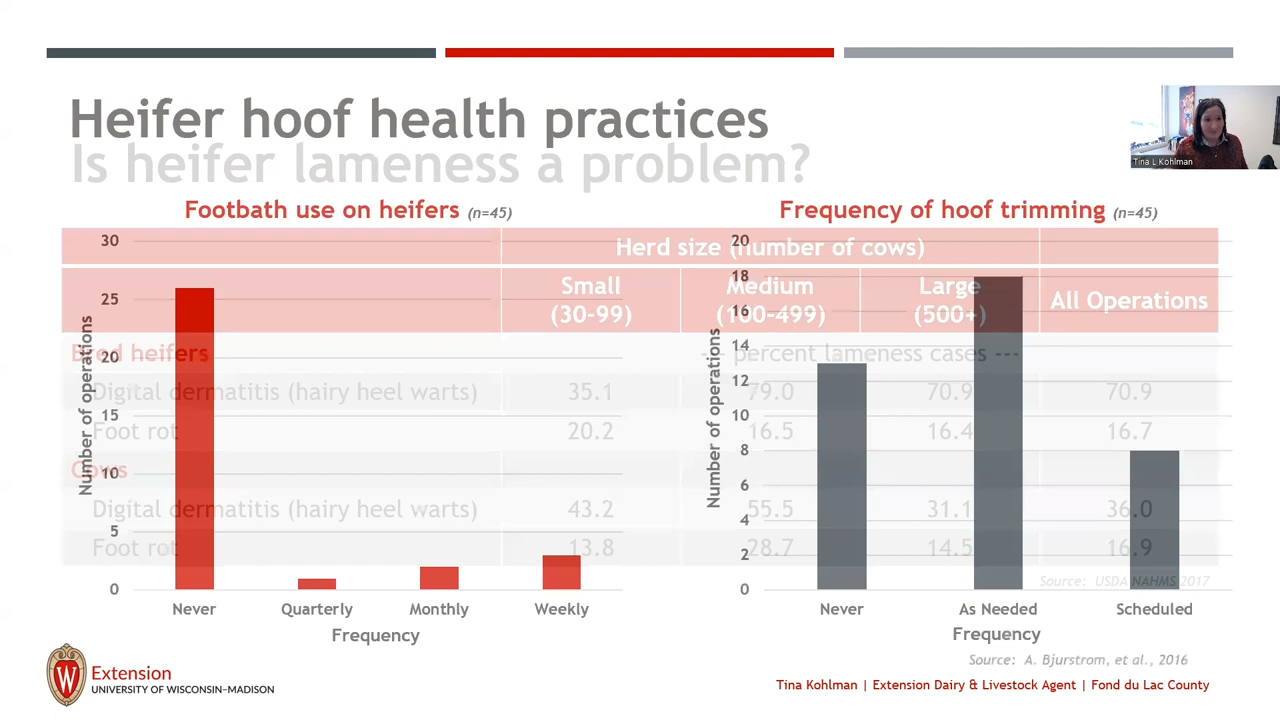 Heifer hoof health practices
Is heifer lameness a problem?
Tina L Kohlman
Footbath use on heifers (n=45)
Frequency of hoof trimming (n=45)
Herd size (number of cows)
Small (30-99)
Medium (100-499)
Large (500+)
All Operations
Bred heifers
--- percent lameness cases ---
Digital dermatitis (hairy heel warts) 35.1 79.0 70.9 70.9
Foot rot 20.2 16.5 16.4 16.7
Cows
Digital dermatitis (hairy heel warts) 43.2 55.5 31.1 36.0
Foot rot 13.8 28.7 14.5 16.9
Source: USDA NAHMS 2017
Number of operations
30
25
20
15
10
5
0
Never Quarterly Monthly Weekly
Frequency
Number of operations
20
18
16
14
12
10
8
6
4
2
0
Never As Needed Scheduled
Frequency
Source: A. Bjurstrom, et al., 2016
W
Extension
UNIVERSITY OF WISCONSIN–MADISON
Tina Kohlman | Extension Dairy & Livestock Agent | Fond du Lac County